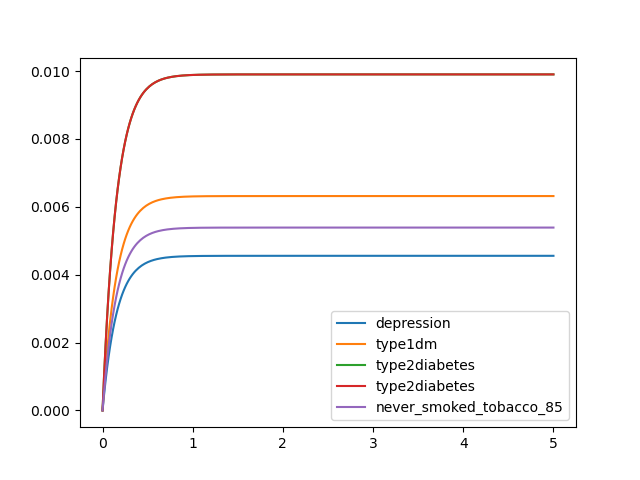 0.010
0.008
0.006
0.004
0.002
0.000
depression
type1dm
type2diabetes
type2diabetes
never_smoked_tobacco_85
0 1 2 3 4 5